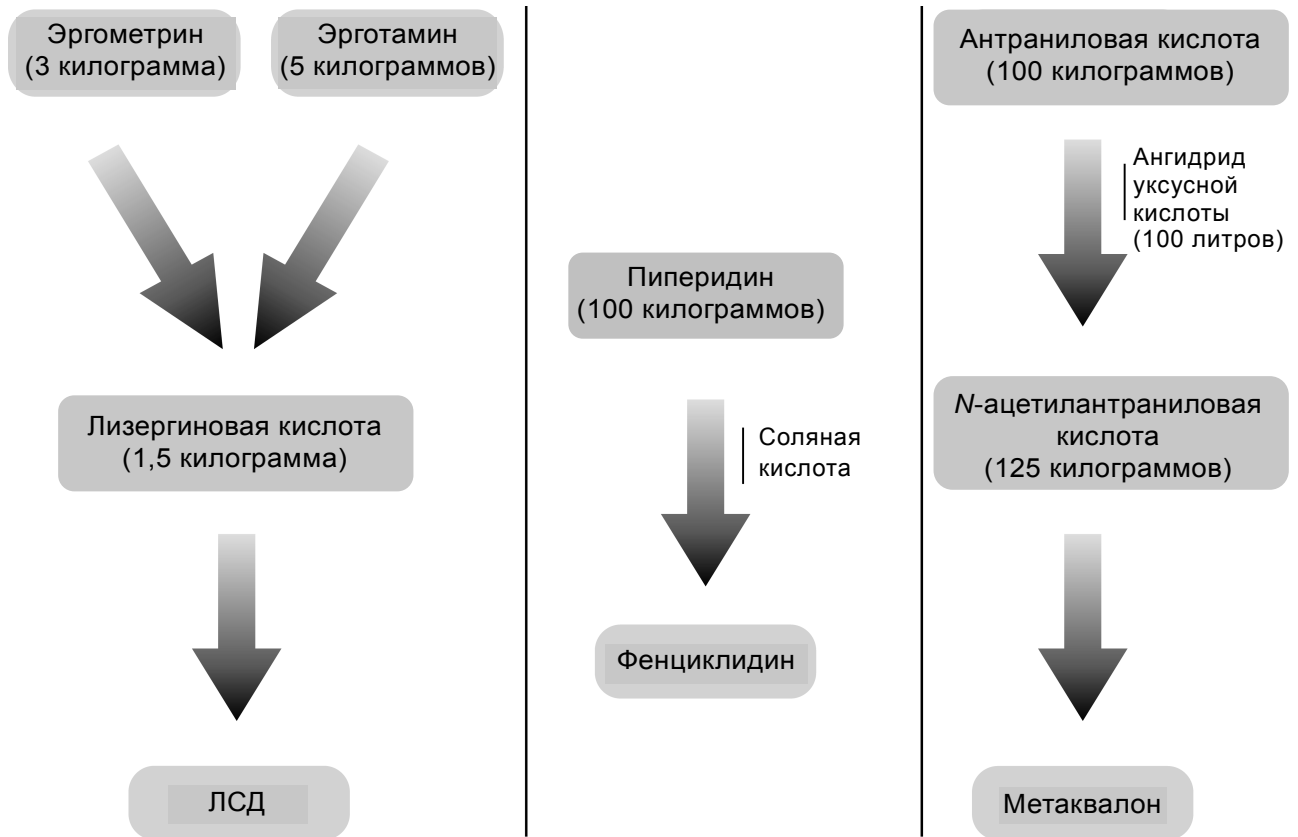 Эргометрин
(3 килограмма)
Эрготамин
(5 килограммов)
Лизергиновая кислота
(1,5 килограмма)
ЛСД
Пиперидин
(100 килограммов)
Соляная
кислота
Фенциклидин
Антраниловая кислота
(100 килограммов)
Ангидрид
уксусной
кислоты
(100 литров)
N-ацетилантраниловая
кислота
(125 килограммов)
Метаквалон